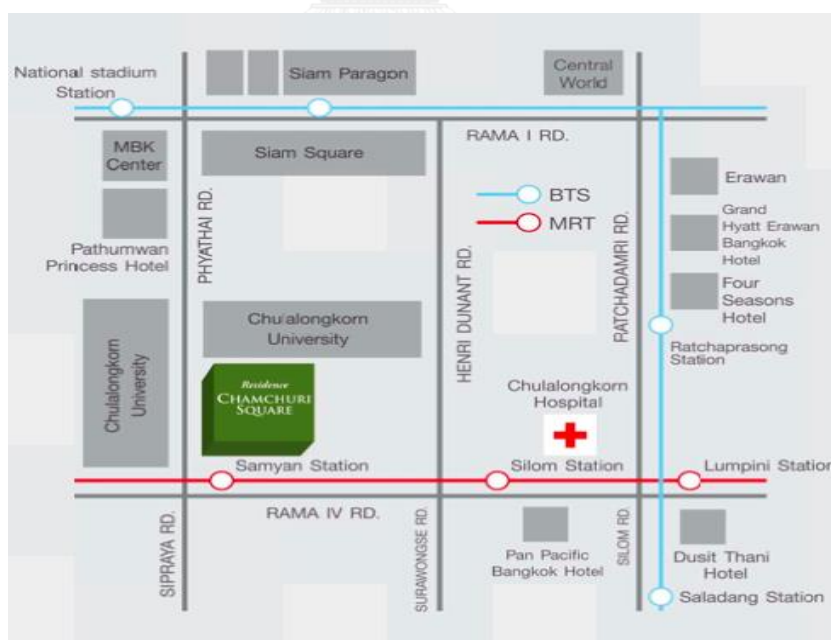 National stadium
Station
Siam Paragon
Central
World
RAMA I RD.
MBK
Center
Siam Square
Erawan
BTS
MRT
Grand
Hyatt Erawan
Bangkok
Hotel
PHYATHAI RD.
HENRI DUNANT RD.
RATCHADAMRI RD.
Pathumwan
Princess Hotel
Four
Seasons
Hotel
Chulalongkorn
University
Chulalongkorn
University
Ratchaprasong
Station
Residence
CHAMCHURI
SQUARE
Chulalongkorn
Hospital
Samyan Station
Silom Station
Lumpini Station
RAMA IV RD.
SIPRAYA RD.
SURAWONGSE RD.
SILOM RD.
Pan Pacific
Bangkok Hotel
Dusit Thani
Hotel
Saladang Station